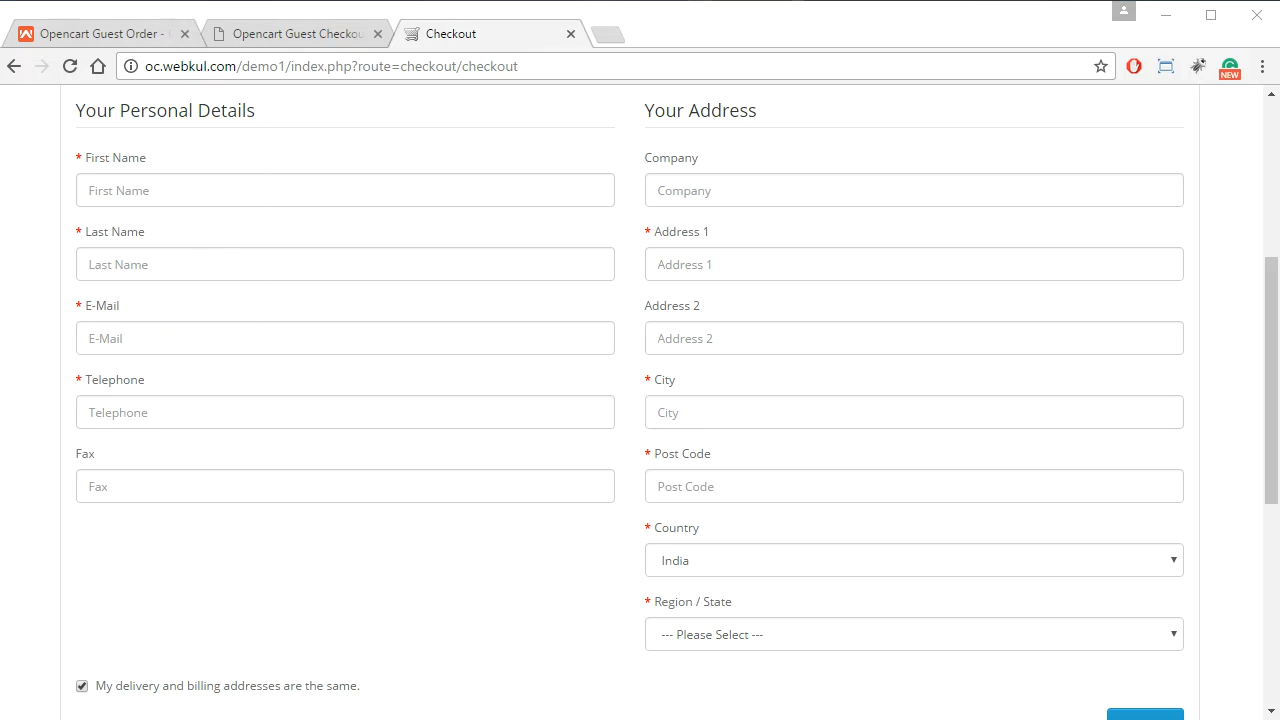 Opencart Guest Order -
Opencart Guest Checkou
Checkout
oc.webkul.com/demo1/index.php?route=checkout/checkout
NEW
Your Personal Details
* First Name
First Name
* Last Name
Last Name
* E-Mail
E-Mail
* Telephone
Telephone
Fax
Fax
Your Address
Company
Company
* Address 1
Address 1
Address 2
Address 2
* City
City
* Post Code
Post Code
* Country
India
* Region / State
--- Please Select ---
My delivery and billing addresses are the same.